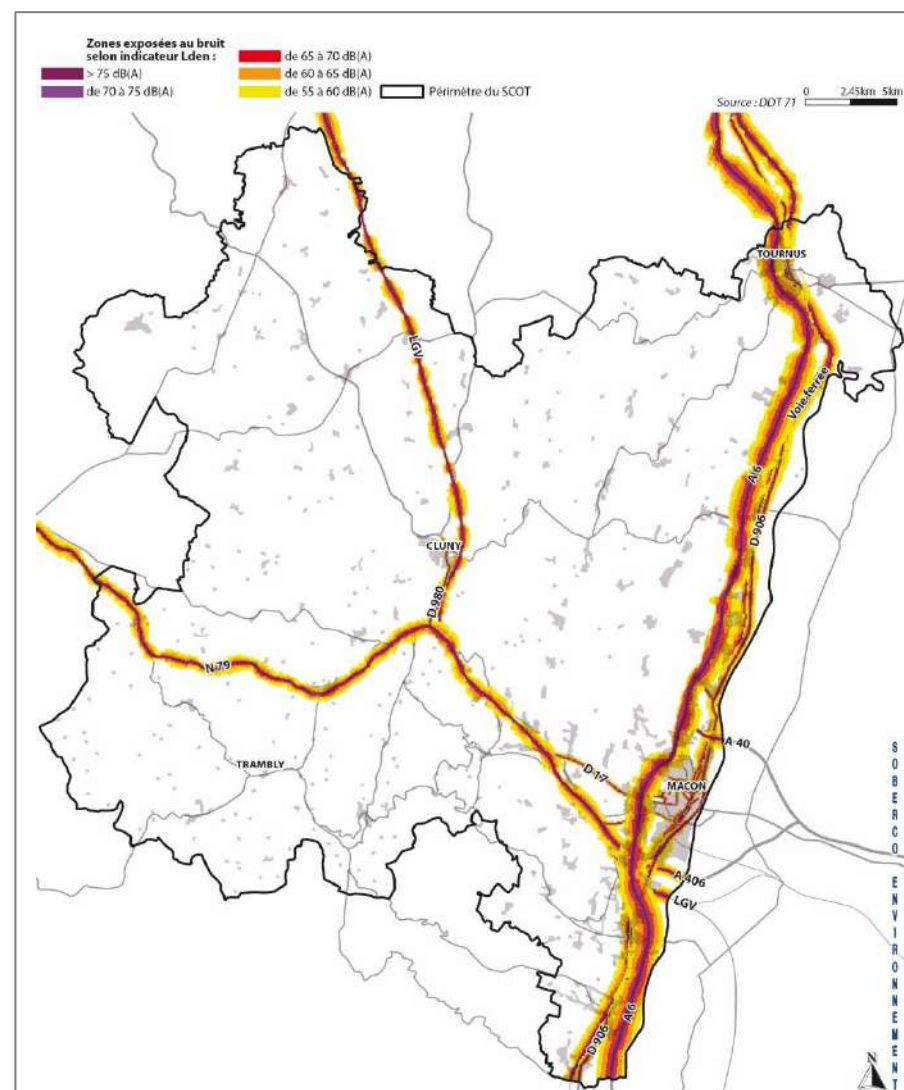 Zones exposées au bruit
selon indicateur Lden :
> 75 dB(A)
de 70 à 75 dB(A)
de 65 à 70 dB(A)
de 60 à 65 dB(A)
de 55 à 60 dB(A)
Périmètre du SCOT
Source : DDT 71
0 2,45km 5km
TOURNUS
LGV
Voie ferrée
A 6
D 906
CLUNY
D 980
N 79
TRAMBLY
D 17
A 40
MACON
A 406
LGV
A 6
D 906
SOBERCO ENVIRONNEMENT
N